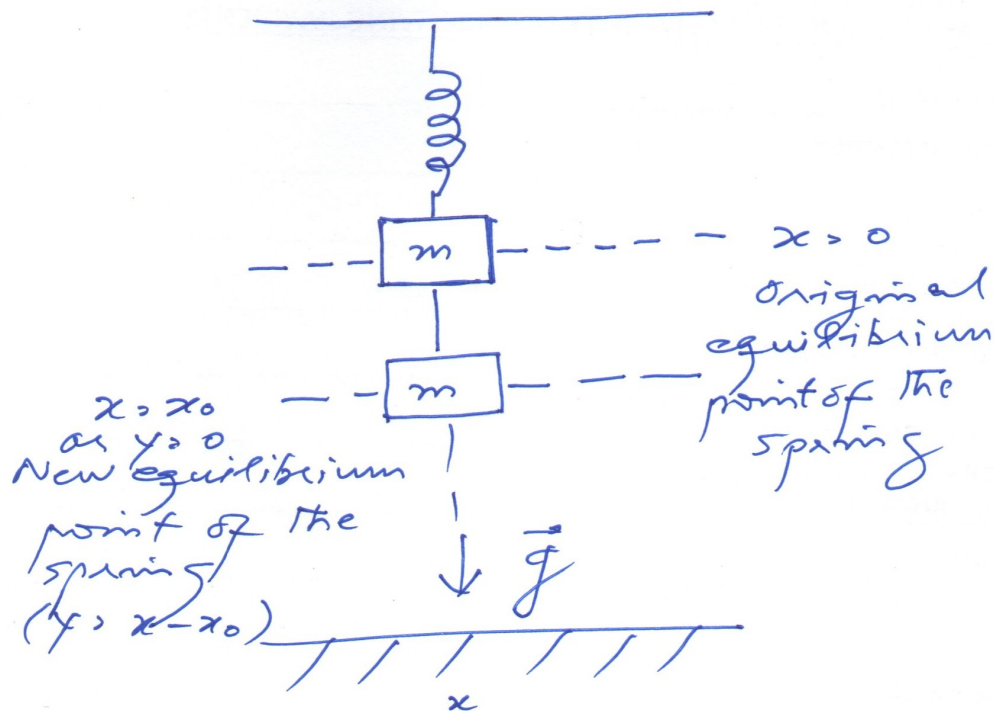 m
x = 0
Original
equilibrium
point of the
spring
m
x = x₀
or y = 0
New equilibrium
point of the
spring
(y = x - x₀)
g⃗
x